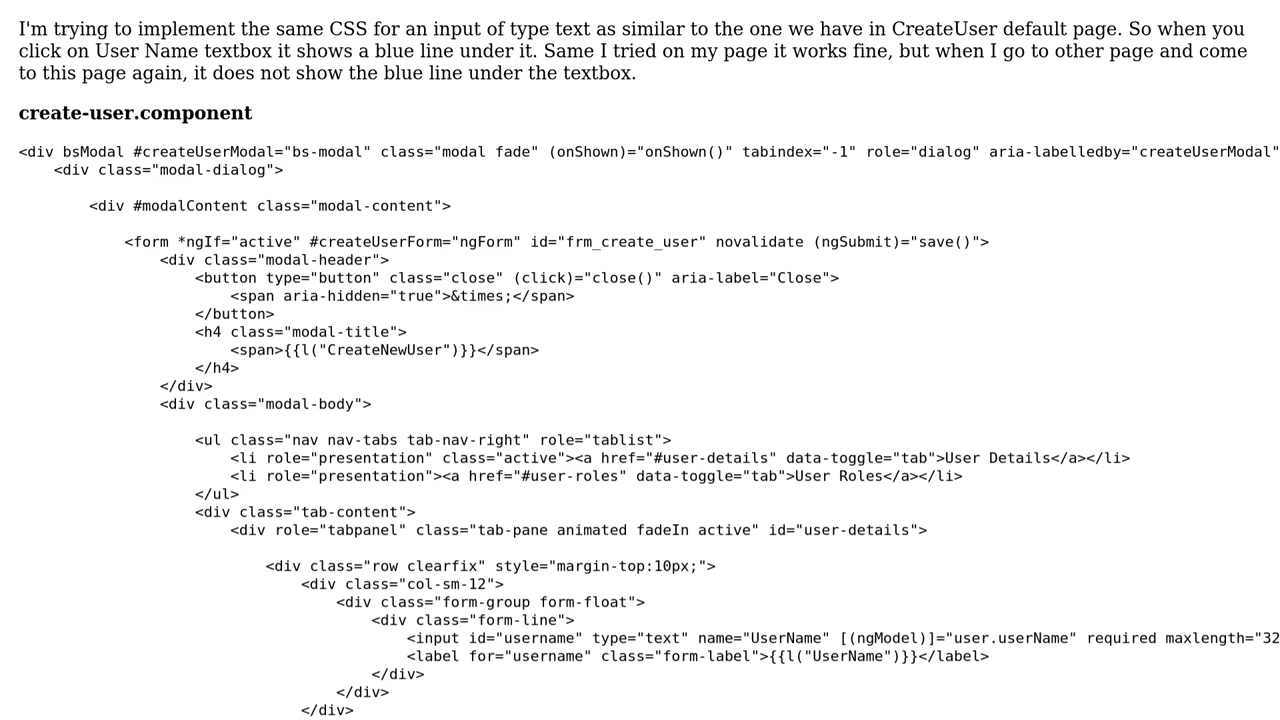 I'm trying to implement the same CSS for an input of type text as similar to the one we have in CreateUser default page. So when you
click on User Name textbox it shows a blue line under it. Same I tried on my page it works fine, but when I go to other page and come
to this page again, it does not show the blue line under the textbox.
create-user.component
<div bsModal #createUserModal="bs-modal" class="modal fade" (onShown)="onShown()" tabindex="-1" role="dialog" aria-labelledby="createUserModal"
<div class="modal-dialog">
<div #modalContent class="modal-content">
<form *ngIf="active" #createUserForm="ngForm" id="frm_create_user" novalidate (ngSubmit)="save()">
<div class="modal-header">
<button type="button" class="close" (click)="close()" aria-label="Close">
<span aria-hidden="true">&times;</span>
</button>
<h4 class="modal-title">
<span>{{l("CreateNewUser")}}</span>
</h4>
</div>
<div class="modal-body">
<ul class="nav nav-tabs tab-nav-right" role="tablist">
<li role="presentation" class="active"><a href="#user-details" data-toggle="tab">User Details</a></li>
<li role="presentation"><a href="#user-roles" data-toggle="tab">User Roles</a></li>
</ul>
<div class="tab-content">
<div role="tabpanel" class="tab-pane animated fadeIn active" id="user-details">
<div class="row clearfix" style="margin-top:10px;">
<div class="col-sm-12">
<div class="form-group form-float">
<div class="form-line">
<input id="username" type="text" name="UserName" [(ngModel)]="user.userName" required maxlength="32
<label for="username" class="form-label">{{l("UserName")}}</label>
</div>
</div>
</div>